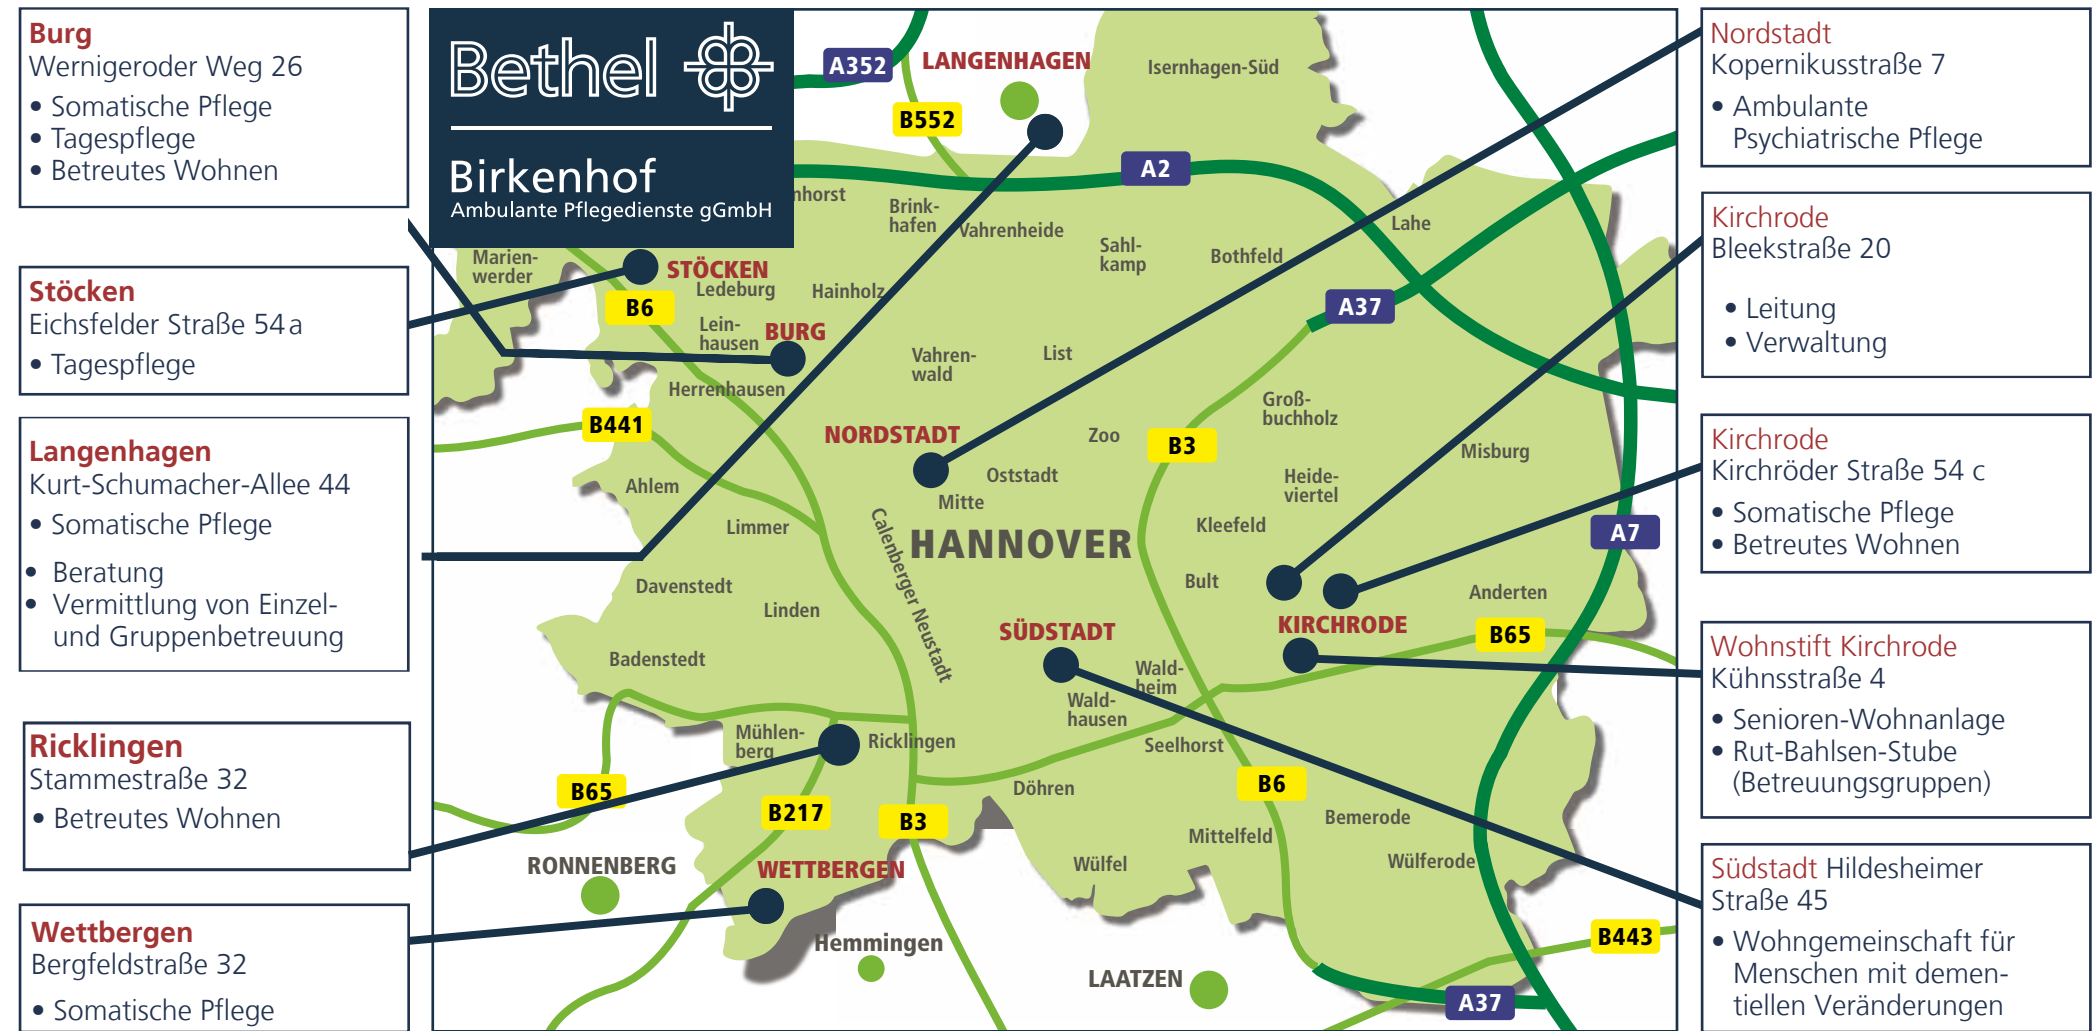 Burg
Wernigeroder Weg 26
• Somatische Pflege
• Tagespflege
• Betreutes Wohnen
Stöcken
Eichsfelder Straße 54 a
• Tagespflege
Langenhagen
Kurt-Schumacher-Allee 44
• Somatische Pflege
• Beratung
• Vermittlung von Einzel-
und Gruppenbetreuung
Ricklingen
Stammestraße 32
• Betreutes Wohnen
Wettbergen
Bergfeldstraße 32
• Somatische Pflege
Bethel
Birkenhof
Ambulante Pflegedienste gGmbH
A352
LANGENHAGEN
Isernhagen-Süd
B552
A2
nhorst
Brink-
hafen
Vahrenheide
Sahl-
kamp
Bothfeld
Lahe
Marien-
werder
STÖCKEN
Ledeburg
Hainholz
B6
A37
Lein-
hausen
BURG
Vahren-
wald
List
Herrenhausen
Groß-
buchholz
B441
NORDSTADT
Zoo
B3
Misburg
Ahlem
Oststadt
Heide-
viertel
Mitte
Limmer
Calenberger Neustadt
HANNOVER
Kleefeld
A7
Davenstedt
Linden
Bult
Anderten
SÜDSTADT
KIRCHRODE
B65
Badenstedt
Wald-
heim
Wald-
hausen
Mühlen-
berg
Ricklingen
Seelhorst
B65
B217
B3
Döhren
B6
Mittelfeld
Bemerode
RONNENBERG
WETTBERGEN
Wülfel
Wülferode
Hemmingen
LAATZEN
B443
A37
Nordstadt
Kopernikusstraße 7
• Ambulante
Psychiatrische Pflege
Kirchrode
Bleekstraße 20
• Leitung
• Verwaltung
Kirchrode
Kirchröder Straße 54 c
• Somatische Pflege
• Betreutes Wohnen
Wohnstift Kirchrode
Kühnsstraße 4
• Senioren-Wohnanlage
• Rut-Bahlsen-Stube
(Betreuungsgruppen)
Südstadt Hildesheimer
Straße 45
• Wohngemeinschaft für
Menschen mit demen-
tiellen Veränderungen